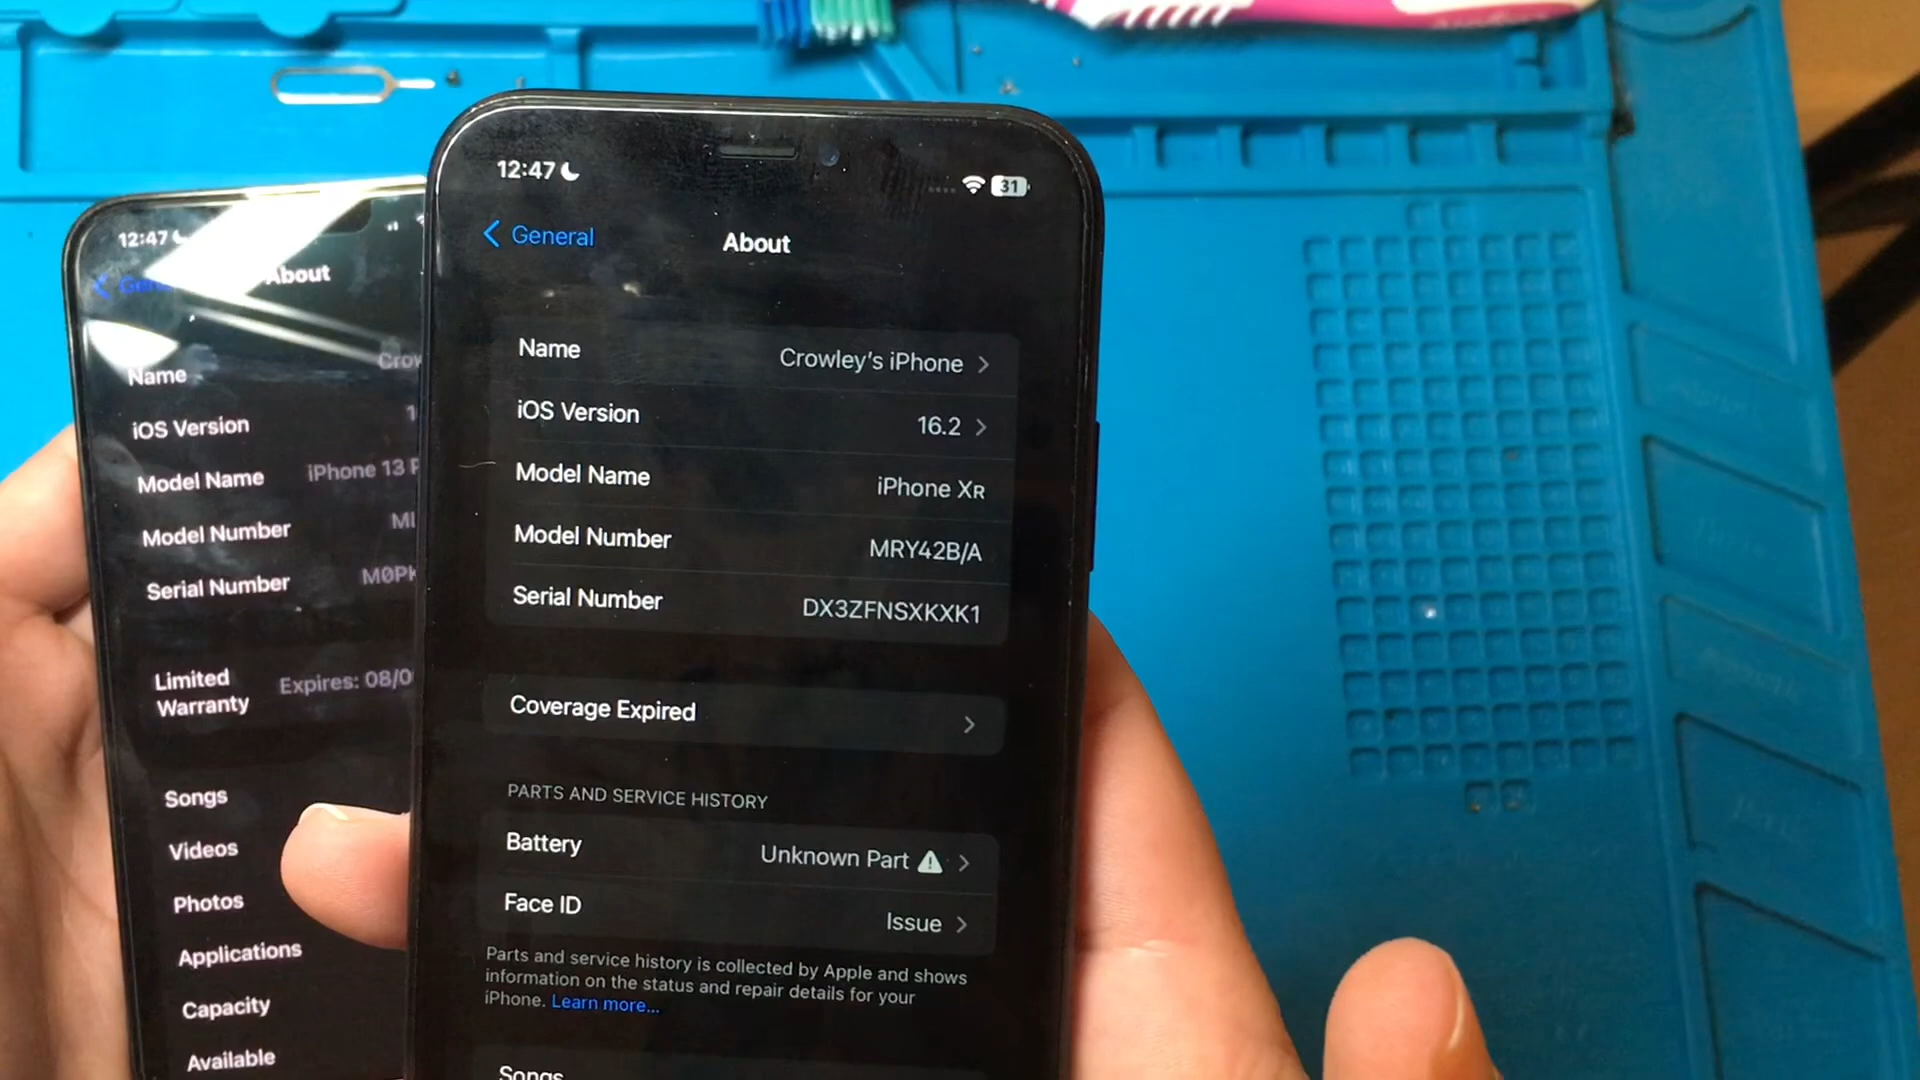 12:47
General
About
Name
Crow
iOS Version
1
Model Name
iPhone 13 P
Model Number
Ml
Serial Number
M0PK
Limited
Warranty
Expires: 08/0
Songs
Videos
Photos
Applications
Capacity
Available
12:47
31
General
About
Name
Crowley's iPhone
iOS Version
16.2
Model Name
iPhone XR
Model Number
MRY42B/A
Serial Number
DX3ZFNSXKXK1
Coverage Expired
PARTS AND SERVICE HISTORY
Battery
Unknown Part
Face ID
Issue
Parts and service history is collected by Apple and shows
information on the status and repair details for your
iPhone. Learn more...
Songs